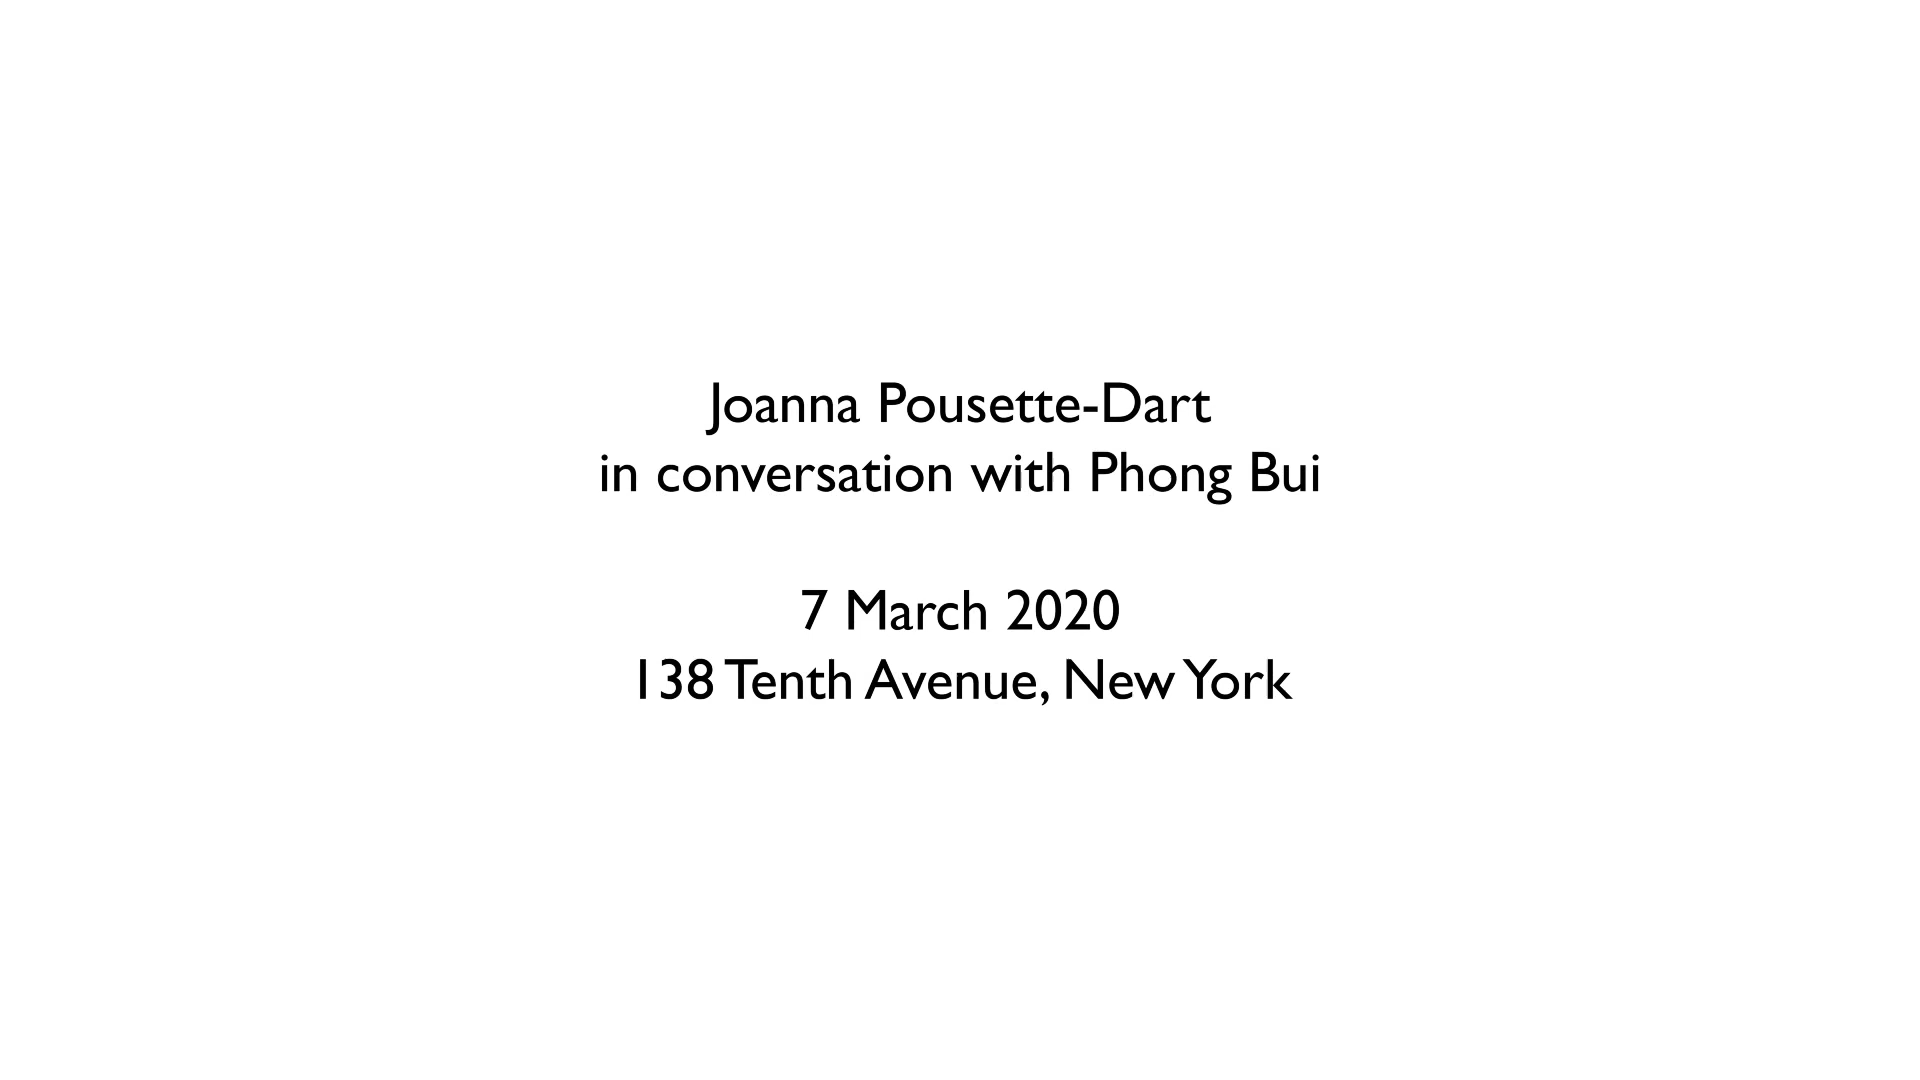 Joanna Pousette-Dart
in conversation with Phong Bui
7 March 2020
138 Tenth Avenue, New York